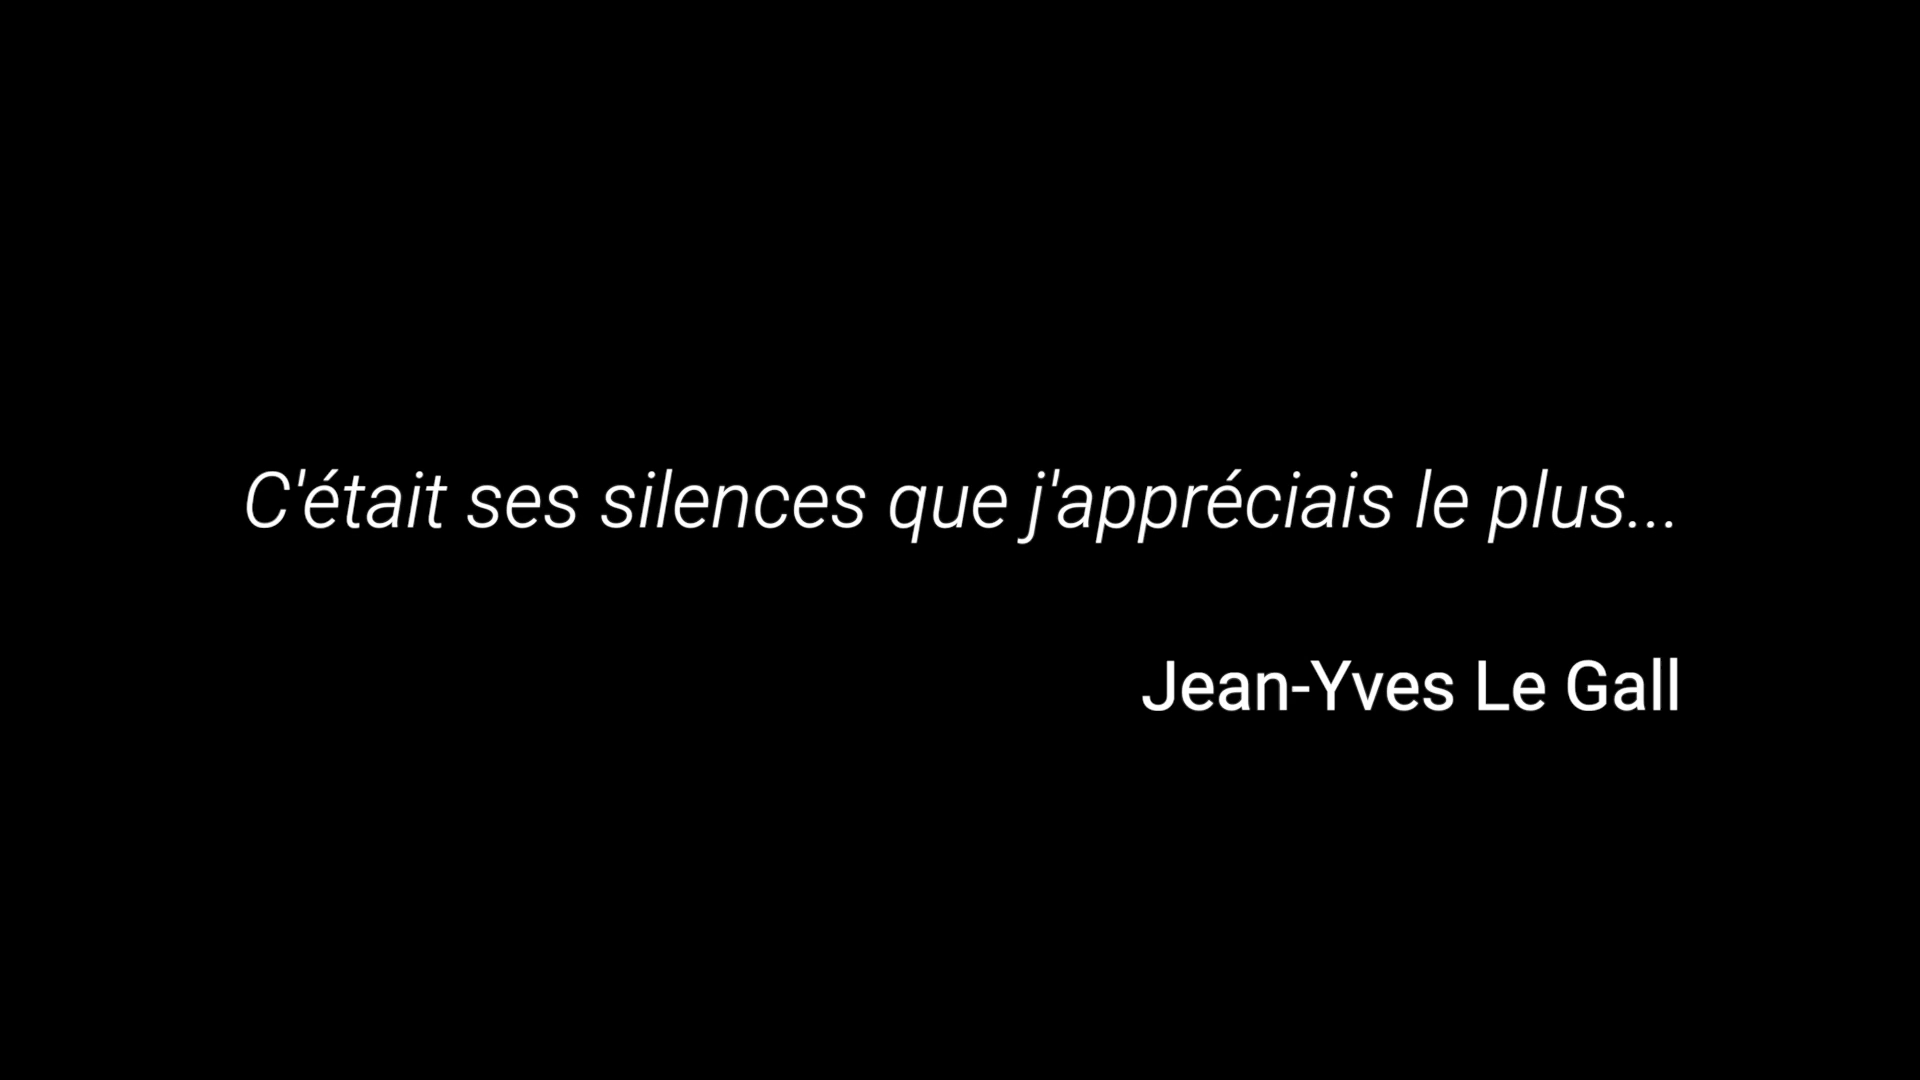 C'était ses silences que j'appréciais le plus...
Jean-Yves Le Gall